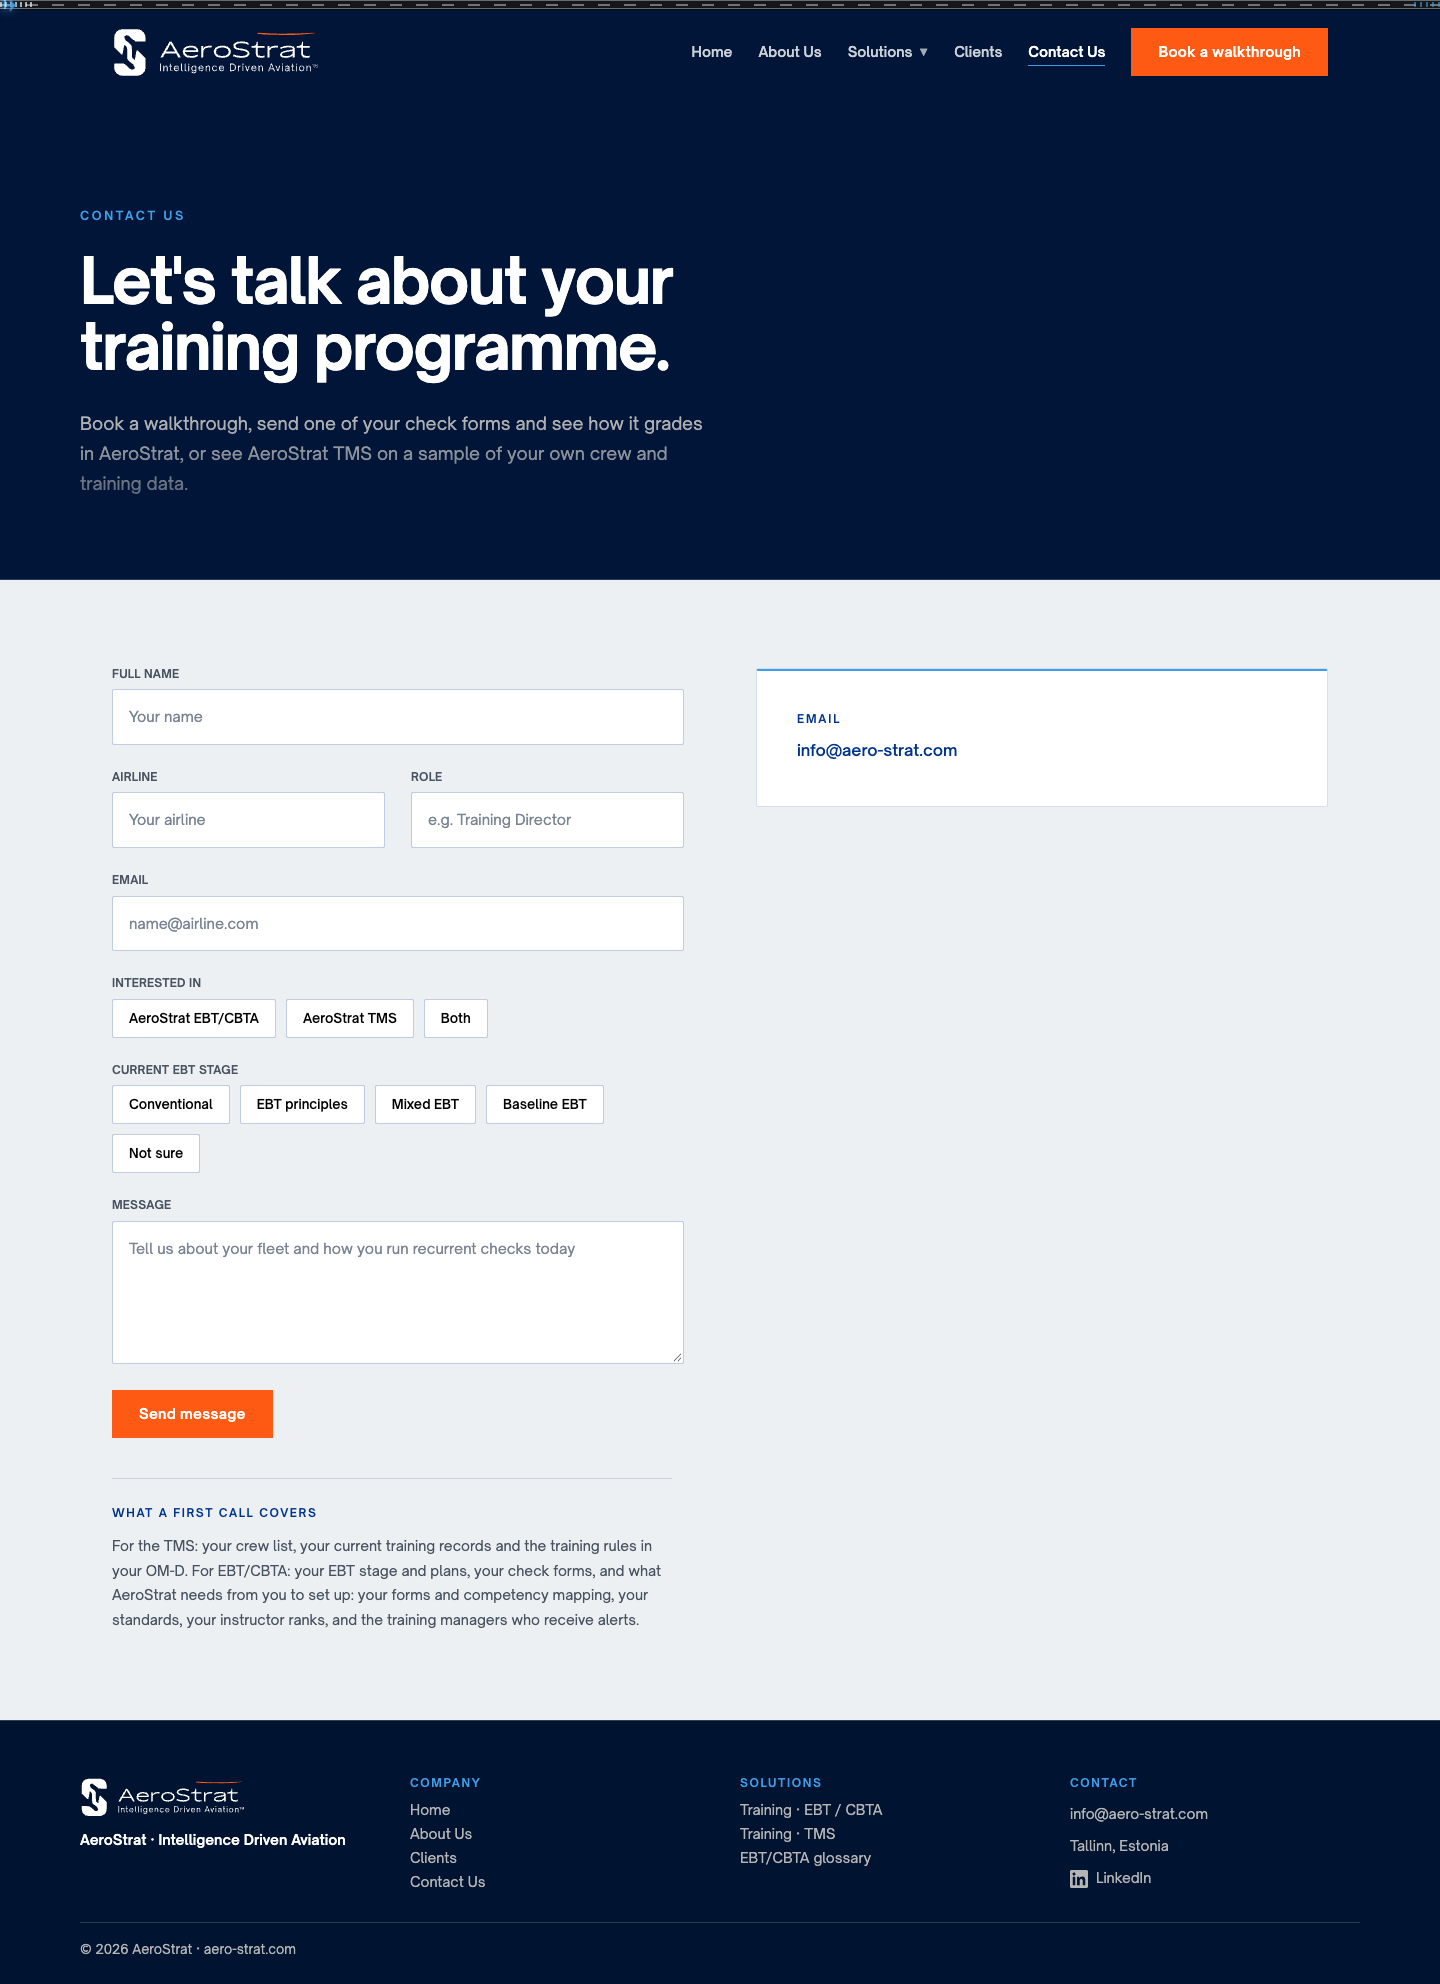 AeroStrat
Intelligence Driven Aviation™
Home
About Us
Solutions ▼
Clients
Contact Us
Book a walkthrough
CONTACT US
Let's talk about your
training programme.
Book a walkthrough, send one of your check forms and see how it grades
in AeroStrat, or see AeroStrat TMS on a sample of your own crew and
training data.
FULL NAME
Your name
AIRLINE
Your airline
ROLE
e.g. Training Director
EMAIL
name@airline.com
INTERESTED IN
AeroStrat EBT/CBTA
AeroStrat TMS
Both
CURRENT EBT STAGE
Conventional
EBT principles
Mixed EBT
Baseline EBT
Not sure
MESSAGE
Tell us about your fleet and how you run recurrent checks today
Send message
WHAT A FIRST CALL COVERS
For the TMS: your crew list, your current training records and the training rules in
your OM-D. For EBT/CBTA: your EBT stage and plans, your check forms, and what
AeroStrat needs from you to set up: your forms and competency mapping, your
standards, your instructor ranks, and the training managers who receive alerts.
EMAIL
info@aero-strat.com
AeroStrat
Intelligence Driven Aviation™
AeroStrat · Intelligence Driven Aviation
COMPANY
Home
About Us
Clients
Contact Us
SOLUTIONS
Training · EBT / CBTA
Training · TMS
EBT/CBTA glossary
CONTACT
info@aero-strat.com
Tallinn, Estonia
LinkedIn
© 2026 AeroStrat · aero-strat.com